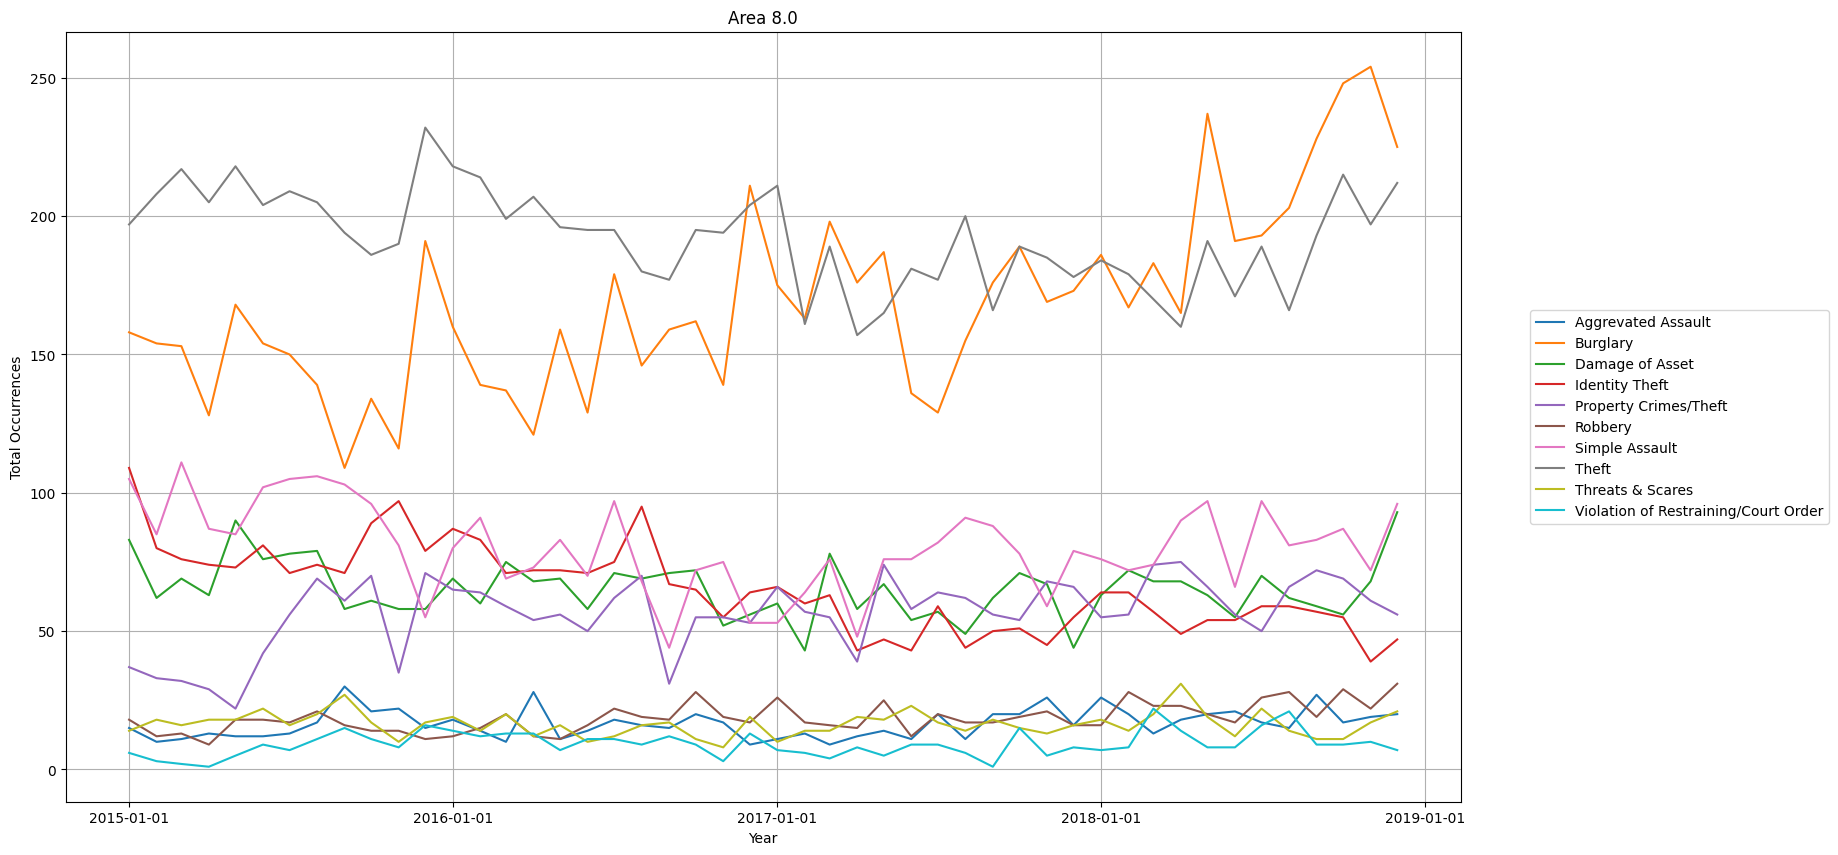 Area 8.0
250
200
150
100
50
0
Total Occurrences
2015-01-01
2016-01-01
2017-01-01
2018-01-01
2019-01-01
Year
Aggrevated Assault
Burglary
Damage of Asset
Identity Theft
Property Crimes/Theft
Robbery
Simple Assault
Theft
Threats & Scares
Violation of Restraining/Court Order